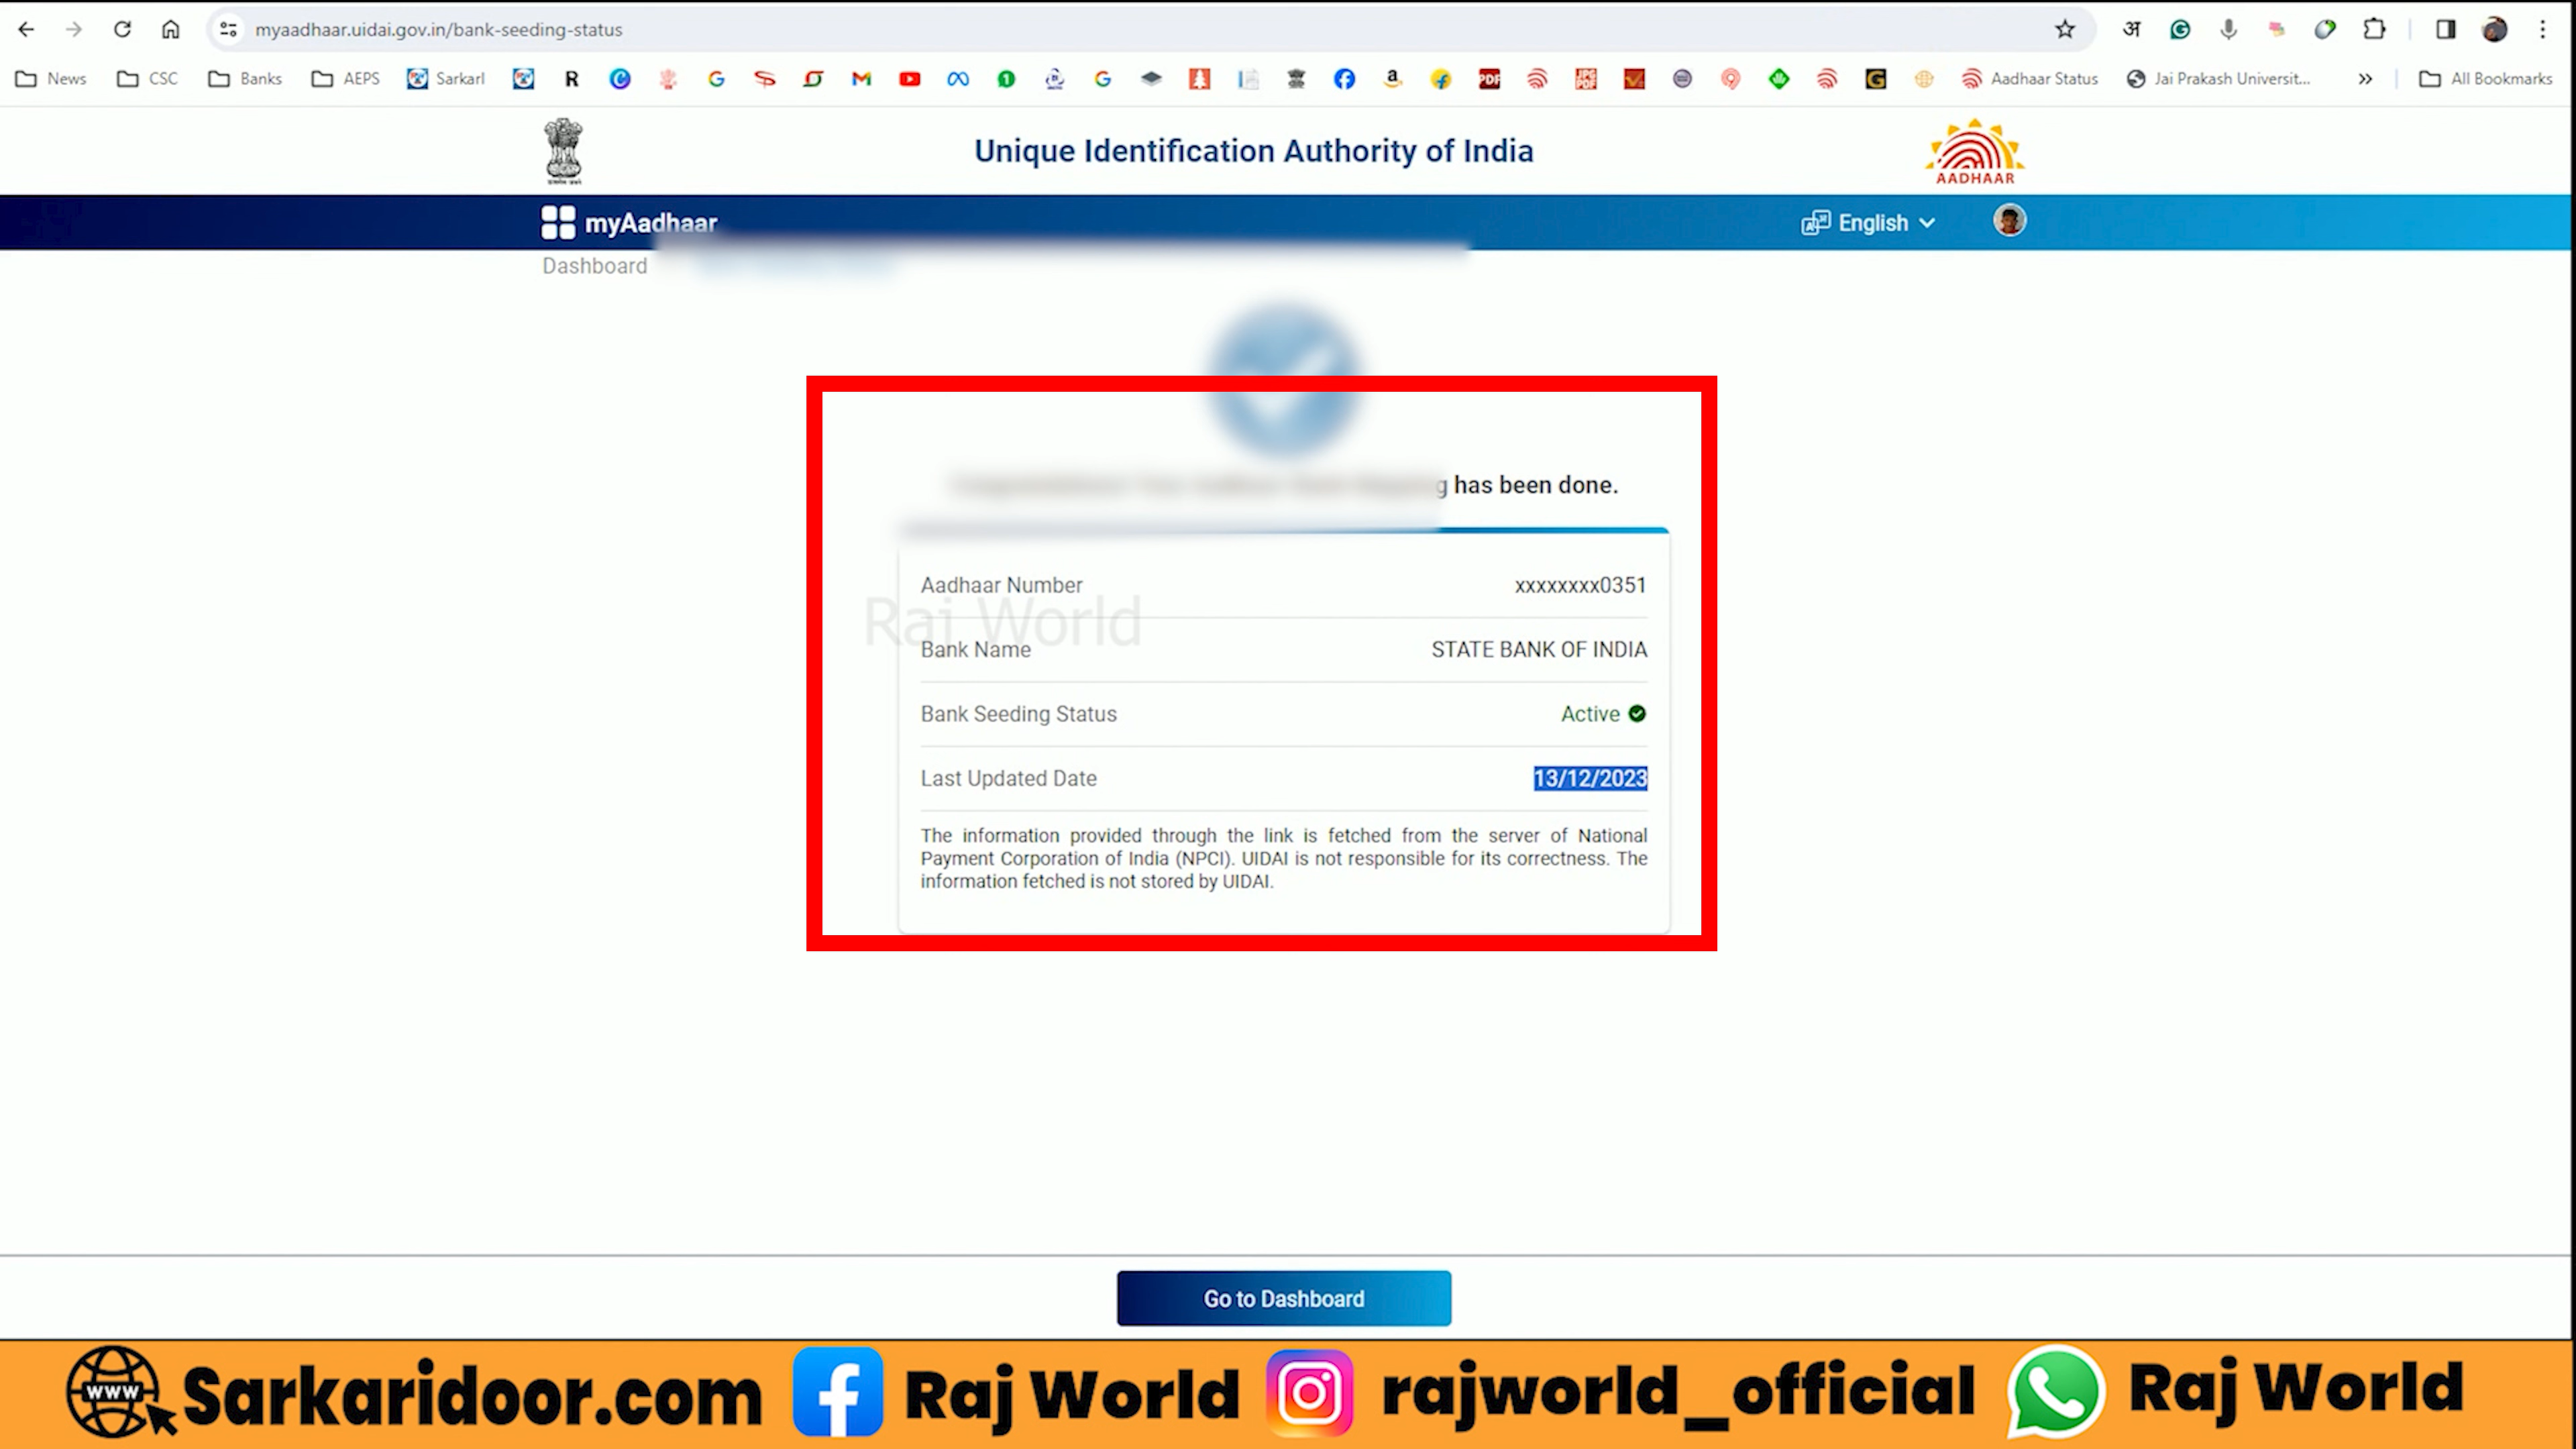 myaadhaar.uidai.gov.in/bank-seeding-status
अ
News CSC Banks AEPS Sarkarl R Aadhaar Status Jai Prakash Universit... » All Bookmarks
Unique Identification Authority of India
AADHAAR
myAadhaar English
Dashboard
has been done.
Aadhaar Number xxxxxxxx0351
Raj World
Bank Name STATE BANK OF INDIA
Bank Seeding Status Active
Last Updated Date 13/12/2023
The information provided through the link is fetched from the server of National
Payment Corporation of India (NPCI). UIDAI is not responsible for its correctness. The
information fetched is not stored by UIDAI.
Go to Dashboard
www Sarkaridoor.com Raj World rajworld_official Raj World